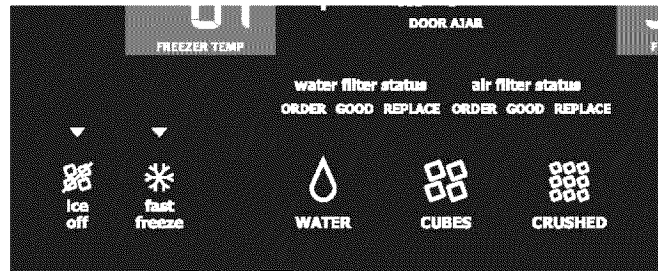 DOOR AJAR
FREEZER TEMP
water filter status air filter status
ORDER GOOD REPLACE ORDER GOOD REPLACE
ice off
fast freeze
WATER
CUBES
CRUSHED